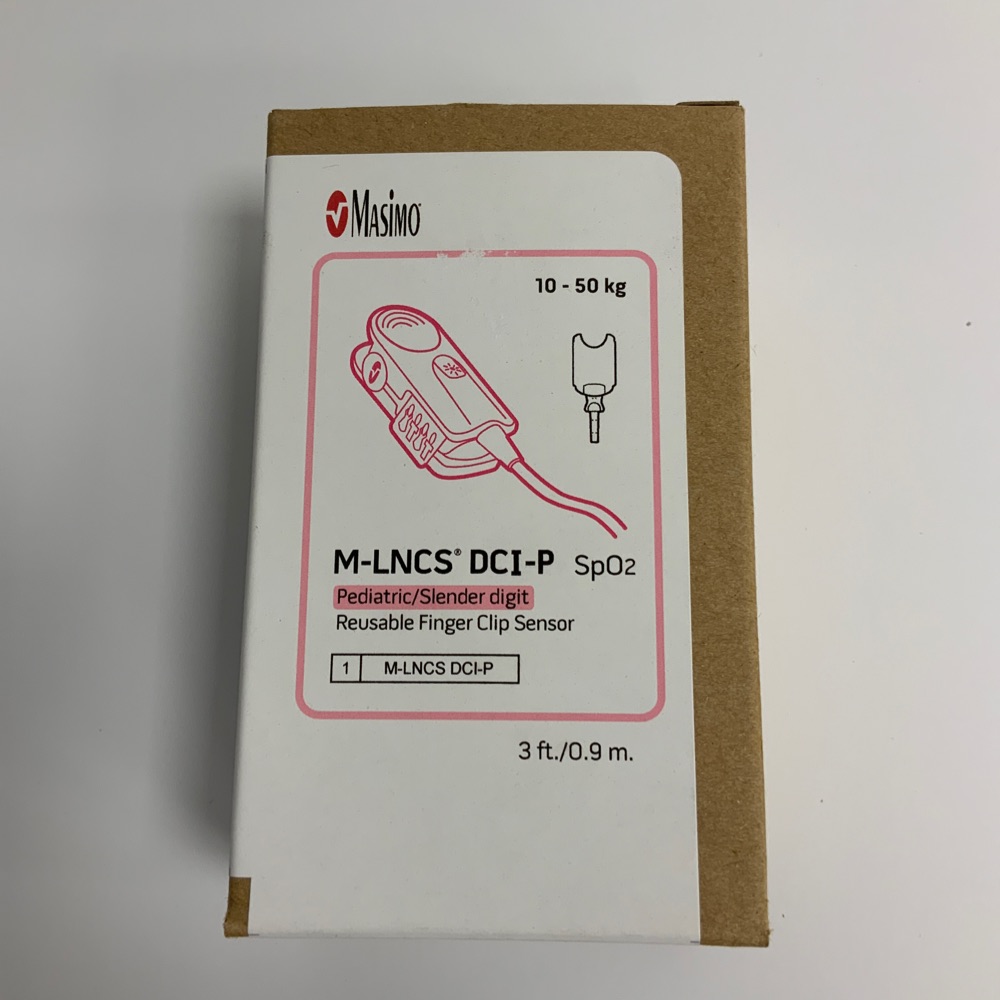 MASIMO®
10 - 50 kg
M-LNCS® DCI-P SpO2
Pediatric/Slender digit
Reusable Finger Clip Sensor
1 M-LNCS DCI-P
3 ft./0.9 m.